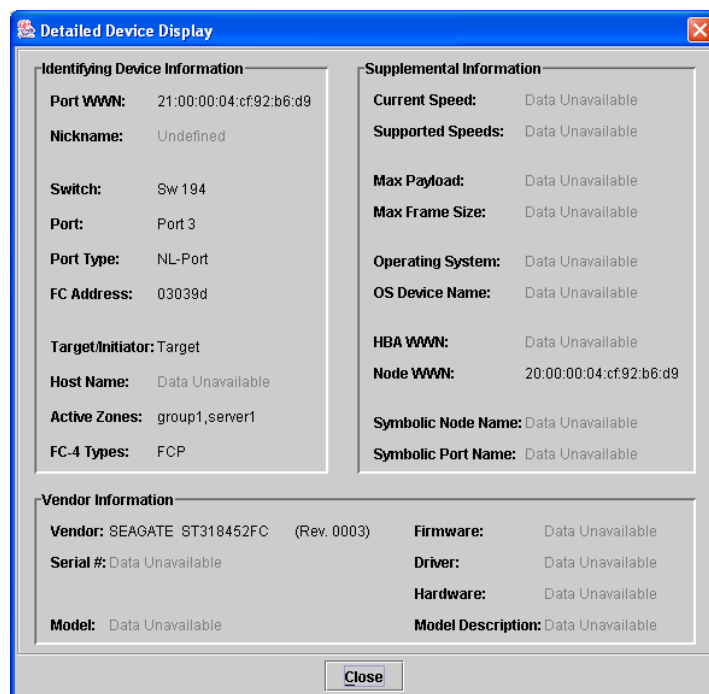 Detailed Device Display
Identifying Device Information
Port WWN: 21:00:00:04:cf:92:b6:d9
Nickname: Undefined
Switch: Sw 194
Port: Port 3
Port Type: NL-Port
FC Address: 03039d
Target/Initiator: Target
Host Name: Data Unavailable
Active Zones: group1,server1
FC-4 Types: FCP
Supplemental Information
Current Speed: Data Unavailable
Supported Speeds: Data Unavailable
Max Payload: Data Unavailable
Max Frame Size: Data Unavailable
Operating System: Data Unavailable
OS Device Name: Data Unavailable
HBA WWN: Data Unavailable
Node WWN: 20:00:00:04:cf:92:b6:d9
Symbolic Node Name: Data Unavailable
Symbolic Port Name: Data Unavailable
Vendor Information
Vendor: SEAGATE ST318452FC (Rev. 0003)
Serial #: Data Unavailable
Model: Data Unavailable
Firmware: Data Unavailable
Driver: Data Unavailable
Hardware: Data Unavailable
Model Description: Data Unavailable
Close